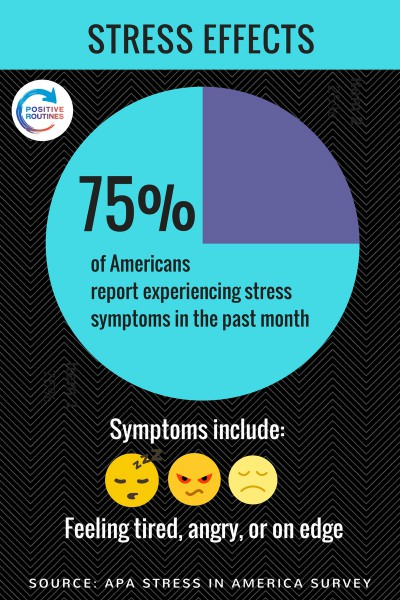 STRESS EFFECTS
POSITIVE
ROUTINES
75%
of Americans
report experiencing stress
symptoms in the past month
Symptoms include:
zzZ
Feeling tired, angry, or on edge
SOURCE: APA STRESS IN AMERICA SURVEY